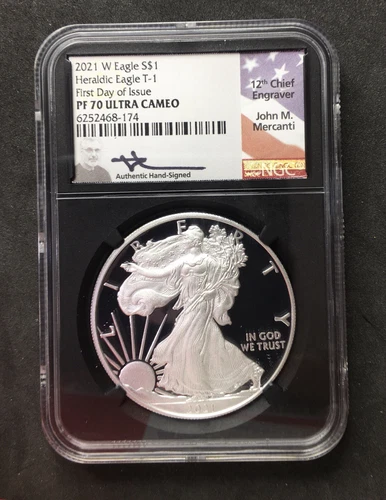 2021 W Eagle S$1
Heraldic Eagle T-1
First Day of Issue
PF 70 ULTRA CAMEO
6252468-174
Authentic Hand-Signed
12th Chief
Engraver
John M.
Mercanti
NGC
LIBERTY
IN GOD
WE TRUST